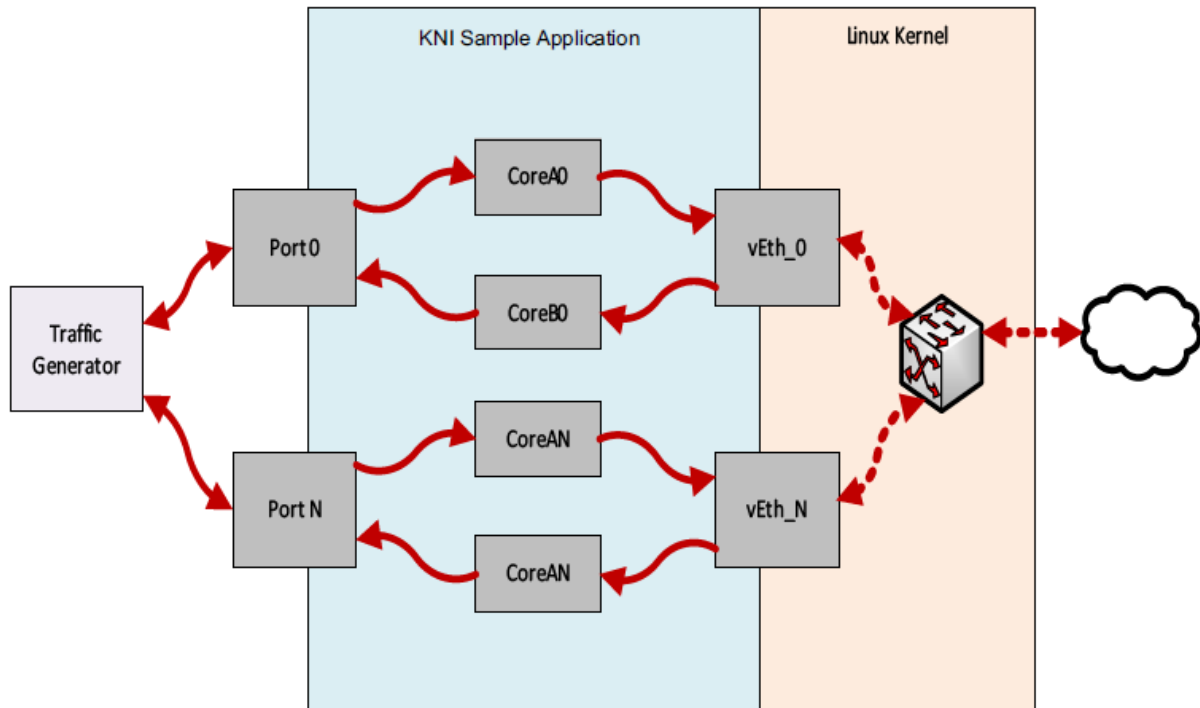 KNI Sample Application
Linux Kernel
CoreA0
Port 0
vEth_0
CoreB0
Traffic
Generator
CoreAN
Port N
vEth_N
CoreAN